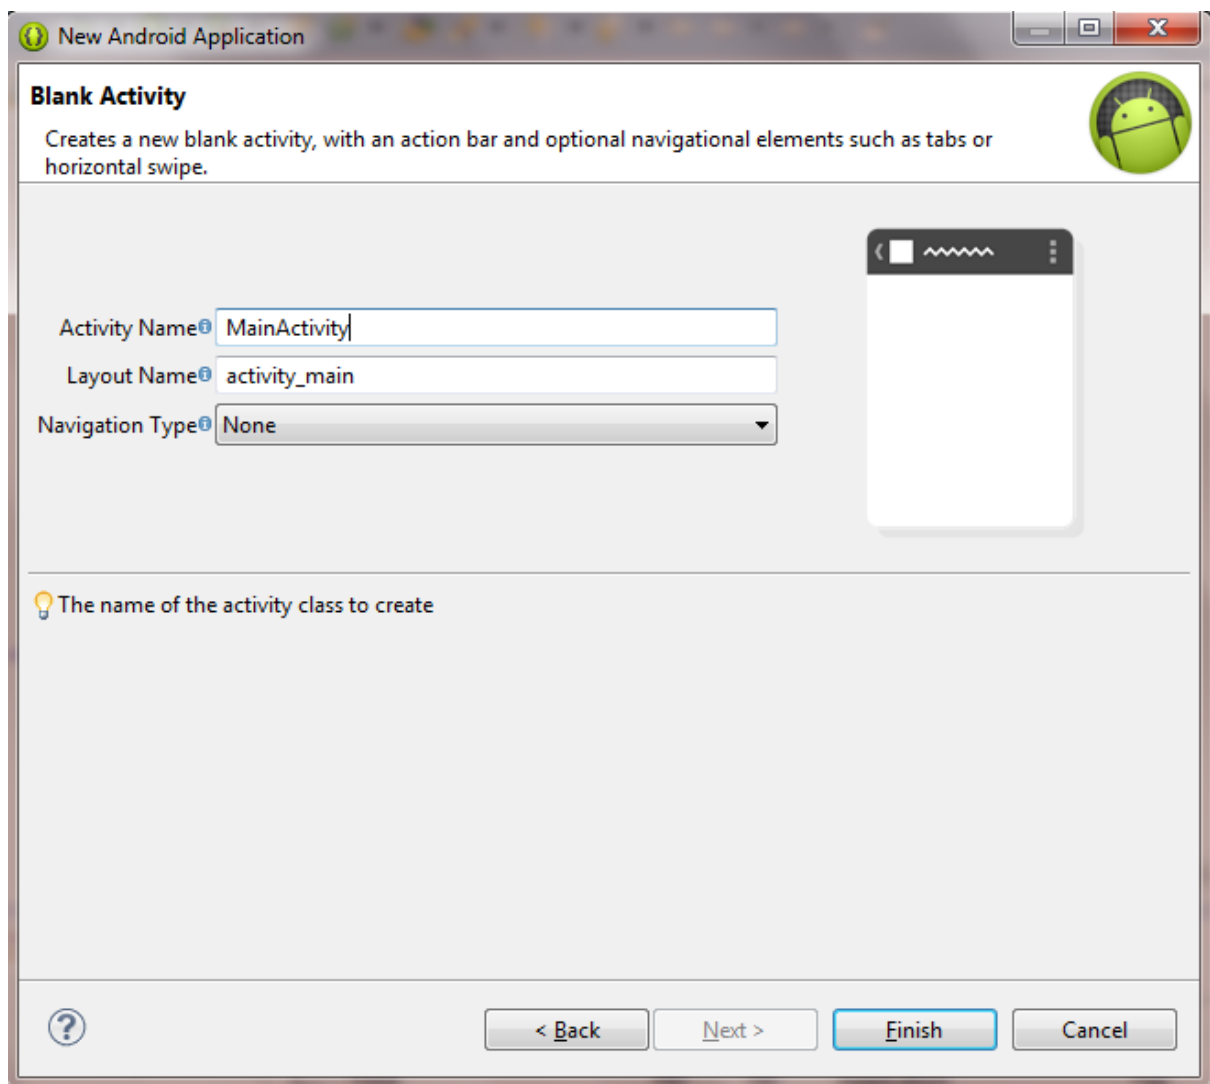 New Android Application
Blank Activity
Creates a new blank activity, with an action bar and optional navigational elements such as tabs or
horizontal swipe.
Activity Name MainActivity
Layout Name activity_main
Navigation Type None
The name of the activity class to create
< Back Next > Finish Cancel